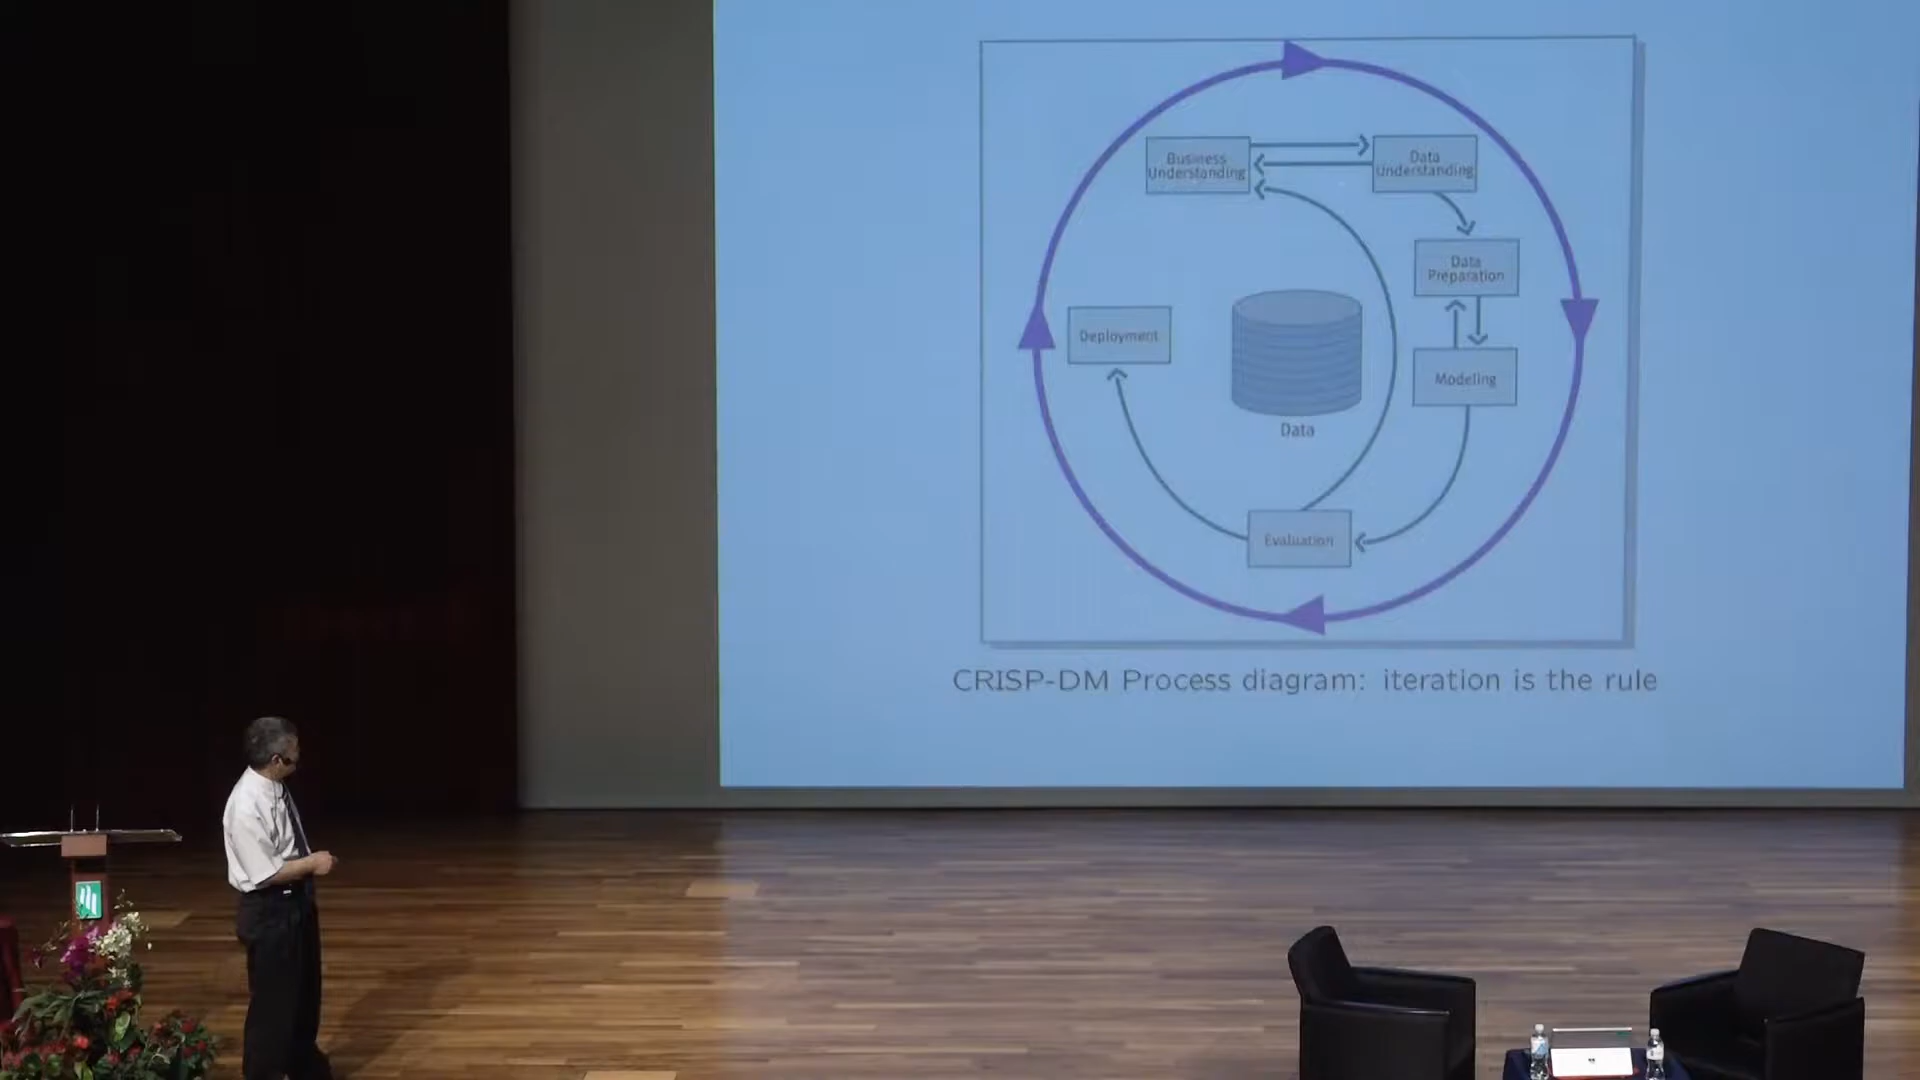 Business
Understanding
Data
Understanding
Data
Preparation
Deployment
Modeling
Data
Evaluation
CRISP-DM Process diagram: iteration is the rule